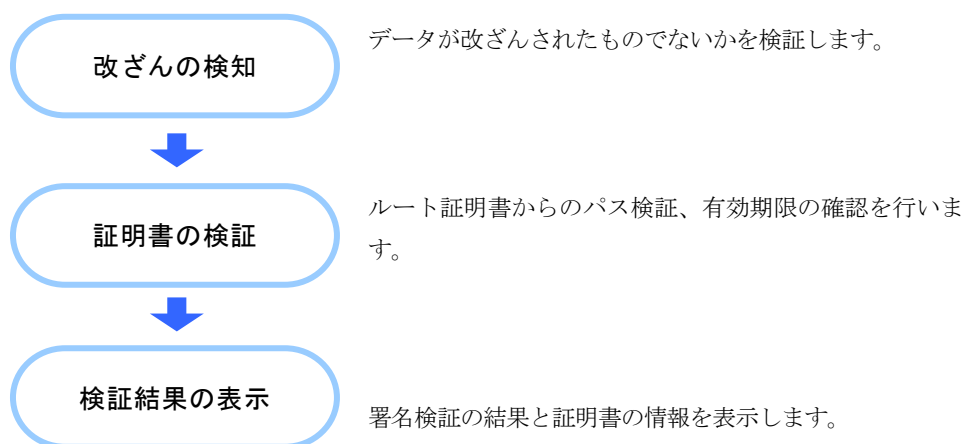 改ざんの検知
データが改ざんされたものでないかを検証します。
証明書の検証
ルート証明書からのパス検証、有効期限の確認を行いま
す。
検証結果の表示
署名検証の結果と証明書の情報を表示します。